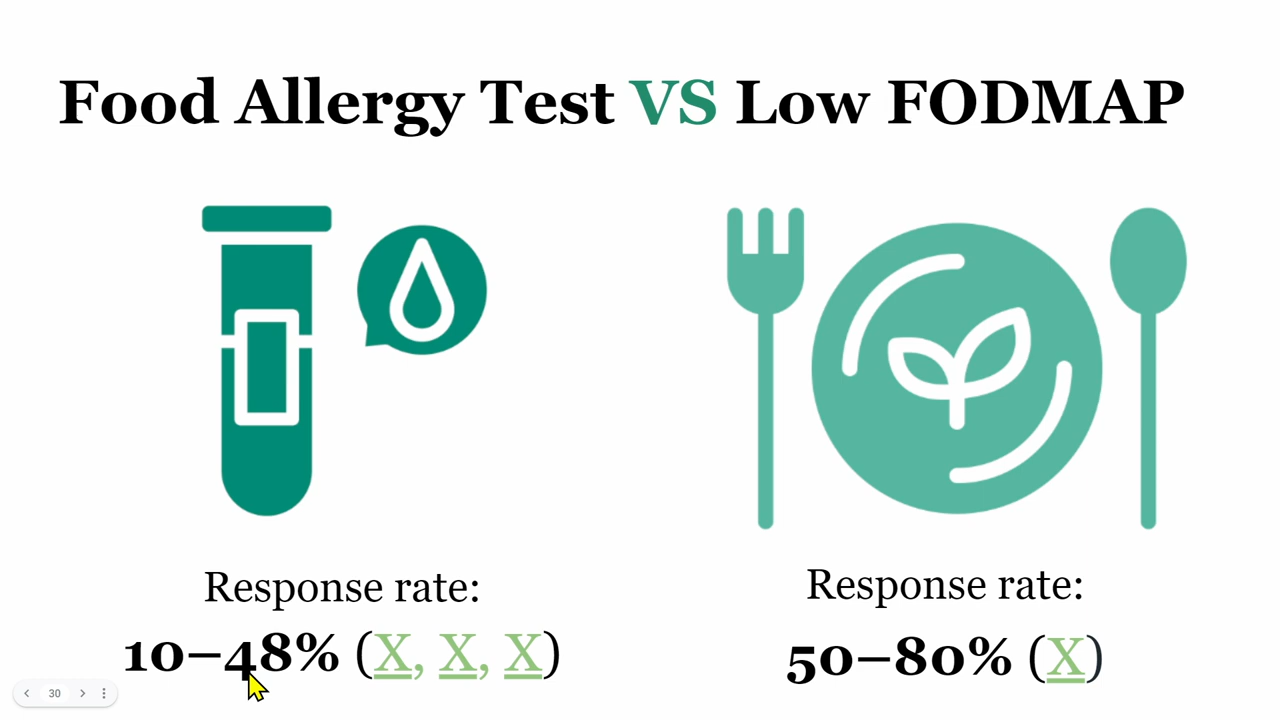 Food Allergy Test VS Low FODMAP
Response rate:
10–48% (X, X, X)
Response rate:
50–80% (X)
30